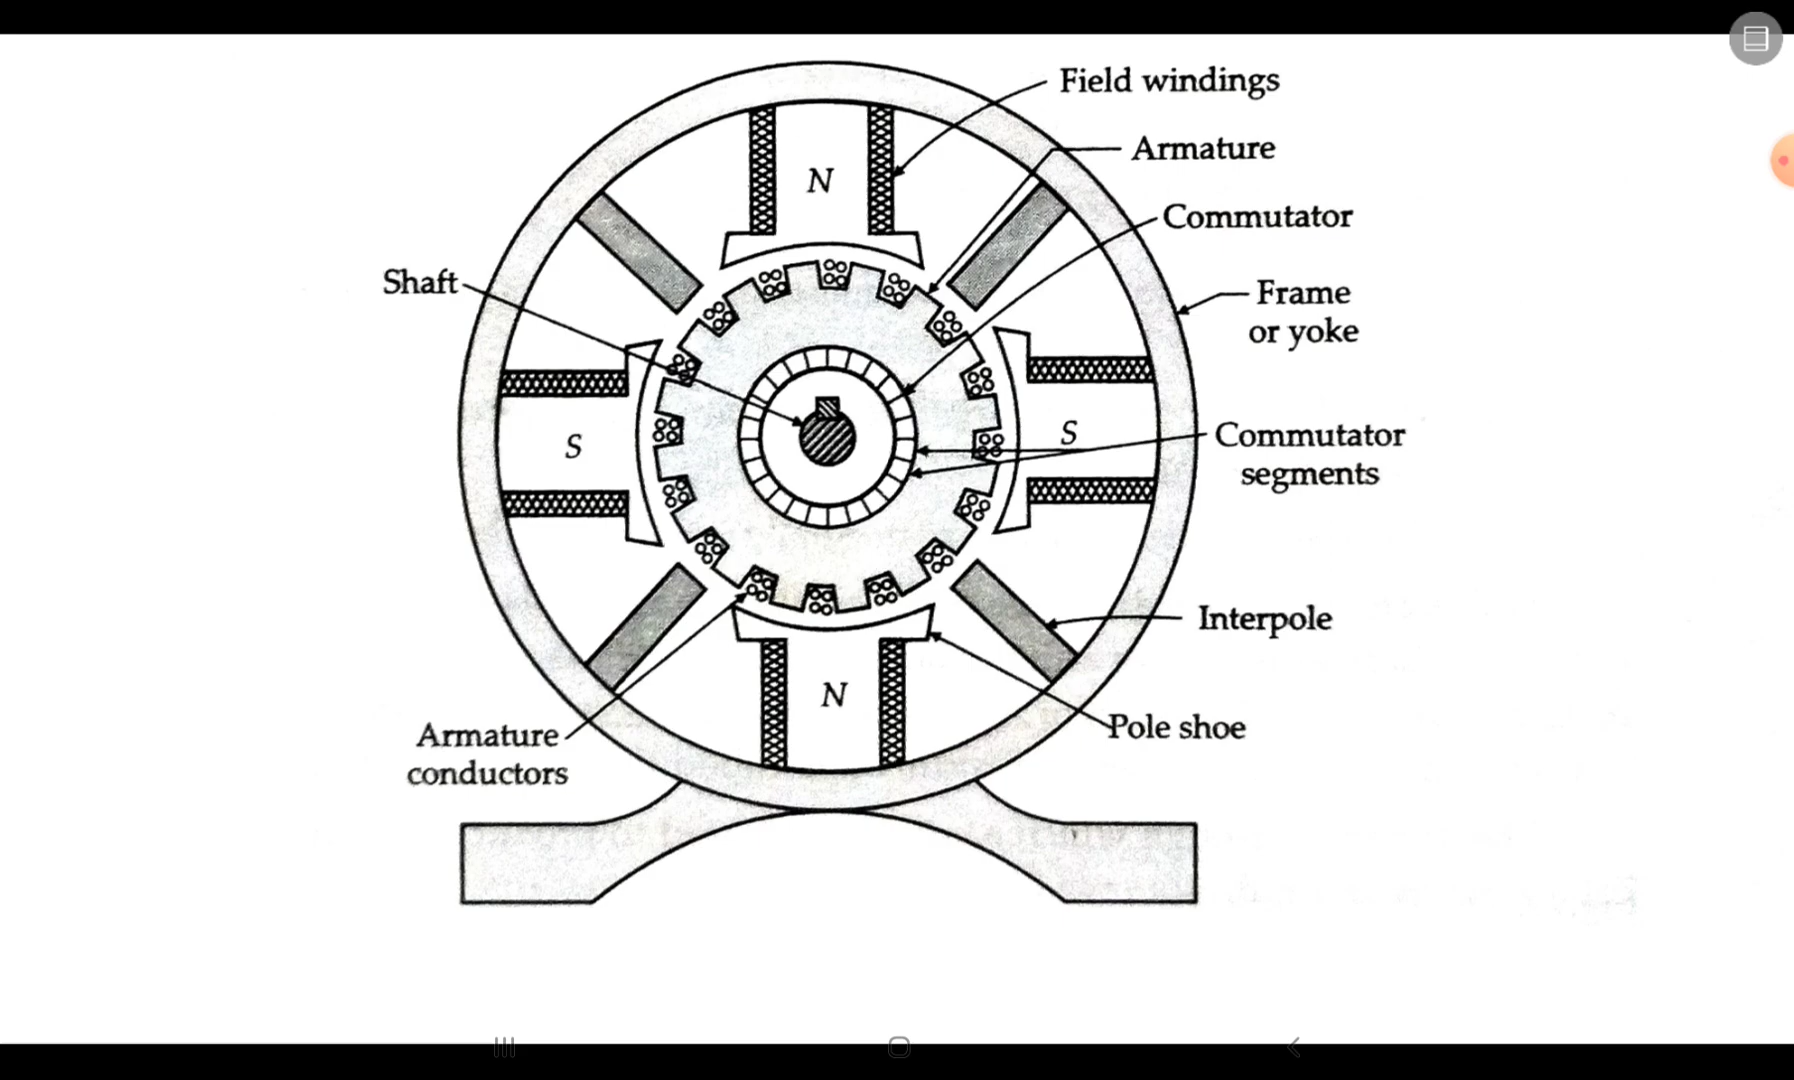 Field windings
Armature
Commutator
Shaft
Frame
or yoke
N
S
S
Commutator
segments
Interpole
N
Pole shoe
Armature
conductors